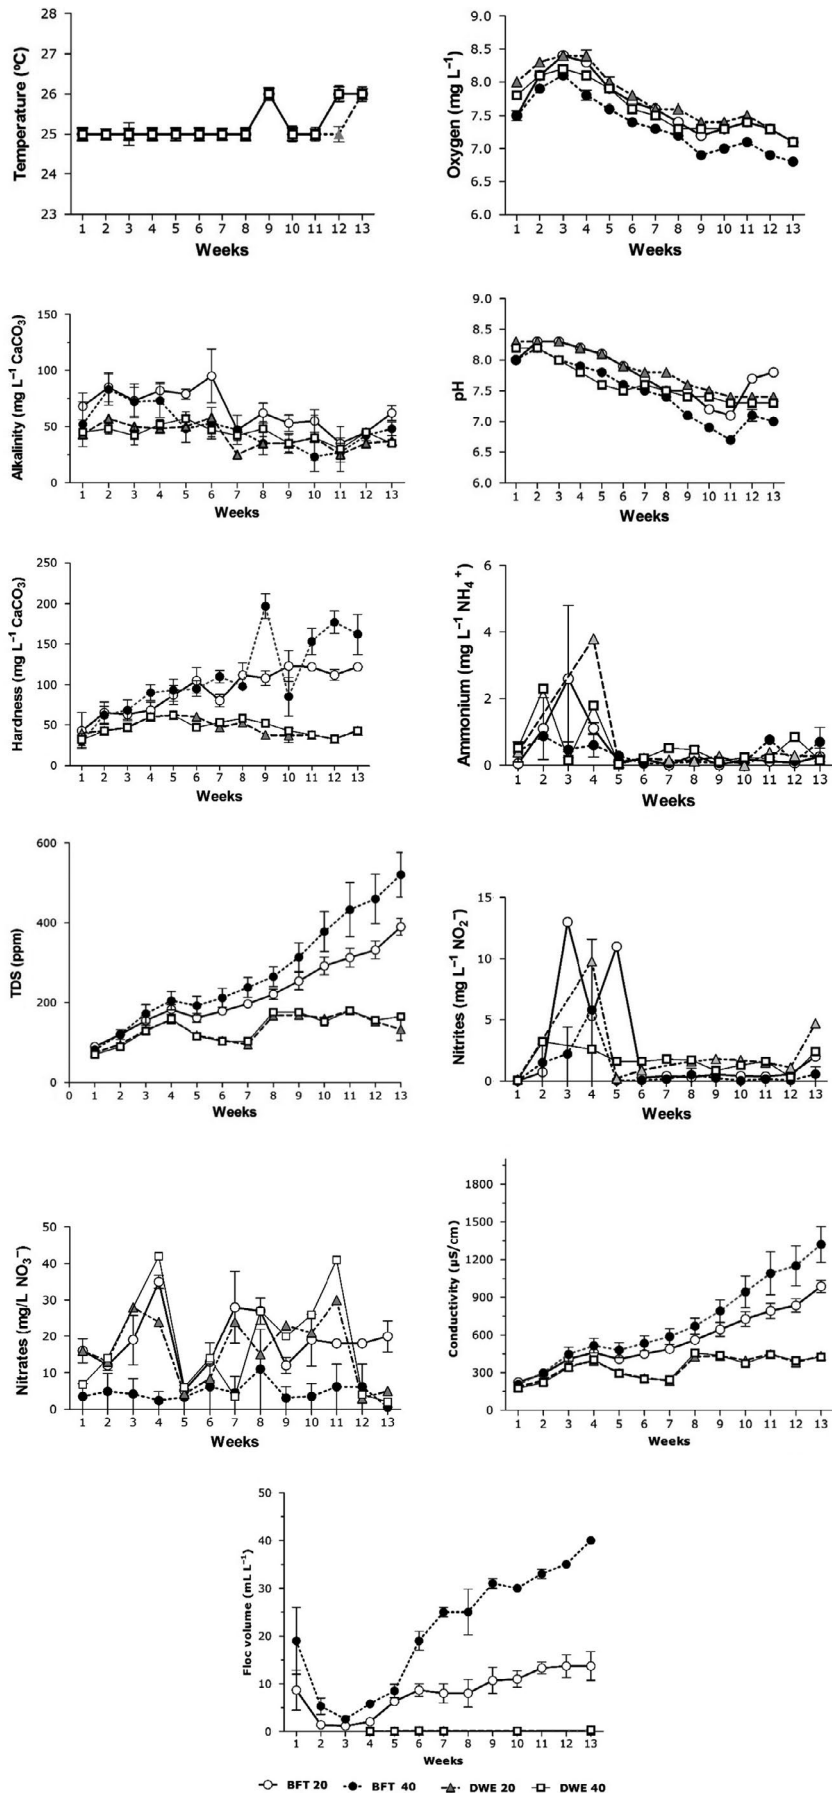 Temperature (ºC)
28
27
26
25
24
23
1 2 3 4 5 6 7 8 9 10 11 12 13
Weeks
Oxygen (mg L⁻¹)
9.0
8.5
8.0
7.5
7.0
6.5
6.0
1 2 3 4 5 6 7 8 9 10 11 12 13
Weeks
Alkalinity (mg L⁻¹ CaCO₃)
150
100
50
0
1 2 3 4 5 6 7 8 9 10 11 12 13
Weeks
pH
9.0
8.5
8.0
7.5
7.0
6.5
6.0
1 2 3 4 5 6 7 8 9 10 11 12 13
Weeks
Hardness (mg L⁻¹ CaCO₃)
250
200
150
100
50
0
1 2 3 4 5 6 7 8 9 10 11 12 13
Weeks
Ammonium (mg L⁻¹ NH₄⁺)
6
4
2
0
1 2 3 4 5 6 7 8 9 10 11 12 13
Weeks
TDS (ppm)
600
400
200
0
0 1 2 3 4 5 6 7 8 9 10 11 12 13
Weeks
Nitrites (mg L⁻¹ NO₂⁻)
15
10
5
0
1 2 3 4 5 6 7 8 9 10 11 12 13
Weeks
Nitrates (mg/L NO₃⁻)
50
40
30
20
10
0
1 2 3 4 5 6 7 8 9 10 11 12 13
Weeks
Conductivity (µS/cm)
1800
1500
1200
900
600
300
0
1 2 3 4 5 6 7 8 9 10 11 12 13
Weeks
Floc volume (mL L⁻¹)
50
40
30
20
10
0
1 2 3 4 5 6 7 8 9 10 11 12 13
Weeks
BFT 20 BFT 40 DWE 20 DWE 40